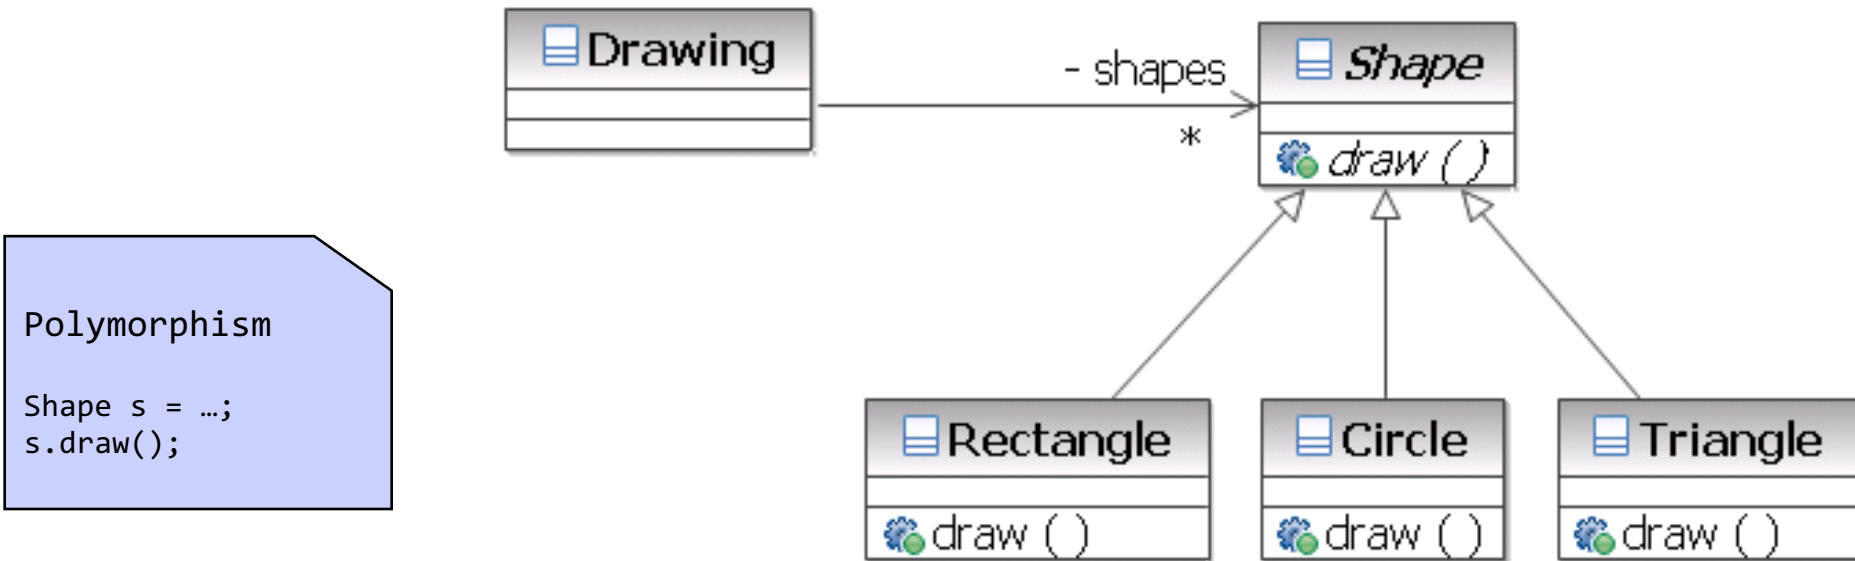 Drawing
- shapes
*
Shape
draw ( )
Polymorphism
Shape s = …;
s.draw();
Rectangle
draw ( )
Circle
draw ( )
Triangle
draw ( )